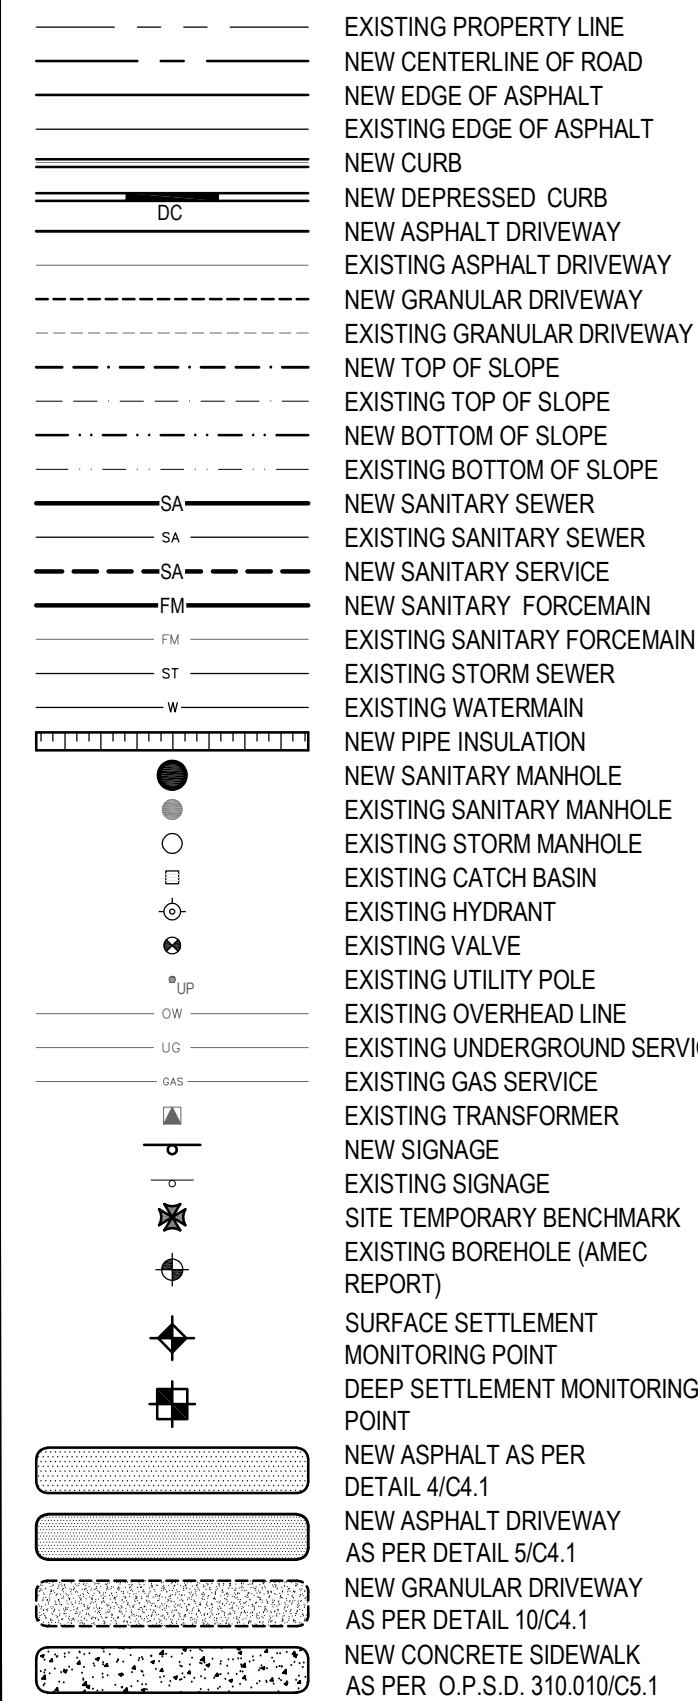 EXISTING PROPERTY LINE
NEW CENTERLINE OF ROAD
NEW EDGE OF ASPHALT
EXISTING EDGE OF ASPHALT
NEW CURB
DC NEW DEPRESSED CURB
NEW ASPHALT DRIVEWAY
EXISTING ASPHALT DRIVEWAY
NEW GRANULAR DRIVEWAY
EXISTING GRANULAR DRIVEWAY
NEW TOP OF SLOPE
EXISTING TOP OF SLOPE
NEW BOTTOM OF SLOPE
EXISTING BOTTOM OF SLOPE
SA NEW SANITARY SEWER
SA EXISTING SANITARY SEWER
SA NEW SANITARY SERVICE
FM NEW SANITARY FORCEMAIN
FM EXISTING SANITARY FORCEMAIN
ST EXISTING STORM SEWER
W EXISTING WATERMAIN
NEW PIPE INSULATION
NEW SANITARY MANHOLE
EXISTING SANITARY MANHOLE
EXISTING STORM MANHOLE
EXISTING CATCH BASIN
EXISTING HYDRANT
EXISTING VALVE
UP EXISTING UTILITY POLE
OW EXISTING OVERHEAD LINE
UG EXISTING UNDERGROUND
GAS EXISTING GAS SERVICE
EXISTING TRANSFORMER
NEW SIGNAGE
EXISTING SIGNAGE
SITE TEMPORARY BENCHMARK
EXISTING BOREHOLE (AMEC
REPORT)
SURFACE SETTLEMENT
MONITORING POINT
DEEP SETTLEMENT MONITORING
POINT
NEW ASPHALT AS PER
DETAIL 4/C4.1
NEW ASPHALT DRIVEWAY
AS PER DETAIL 5/C4.1
NEW GRANULAR DRIVEWAY
AS PER DETAIL 10/C4.1
NEW CONCRETE SIDEWALK
AS PER O.P.S.D. 310.010/C5.1